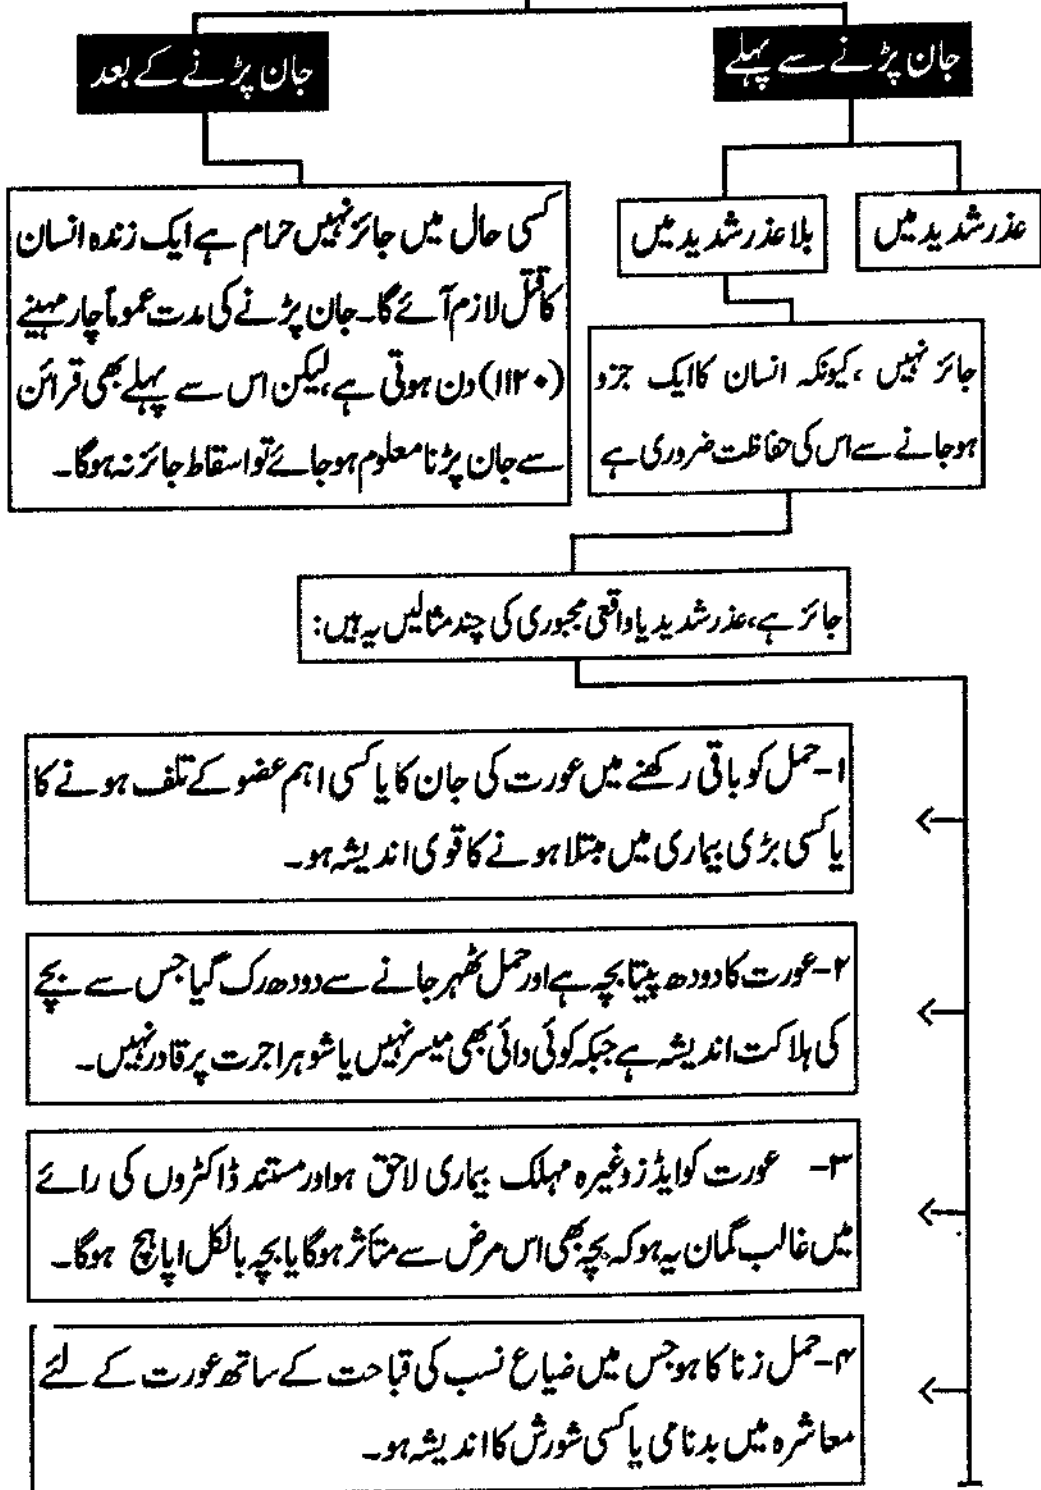 جان پڑنے سے پہلے
جان پڑنے کے بعد
عذر شدید میں
بلا عذر شدید میں
جائز نہیں ، کیونکہ انسان کا ایک جزو
ہو جانے سے اس کی حفاظت ضروری ہے
کسی حال میں جائز نہیں حرام ہے ایک زندہ انسان
کا قتل لازم آئے گا۔ جان پڑنے کی مدت عموماً چار مہینے
(۱۱۲۰) دن ہوتی ہے، لیکن اس سے پہلے بھی قرائن
سے جان پڑنا معلوم ہو جائے تو اسقاط جائز نہ ہوگا۔
جائز ہے، عذر شدید یا واقعی مجبوری کی چند مثالیں یہ ہیں:
۱- حمل کو باقی رکھنے میں عورت کی جان کا یا کسی اہم عضو کے تلف ہونے کا
یا کسی بڑی بیماری میں مبتلا ہونے کا قوی اندیشہ ہو۔
۲- عورت کا دودھ پیتا بچہ ہے اور حمل ٹھہر جانے سے دودھ رک گیا جس سے بچے
کی ہلاکت اندیشہ ہے جبکہ کوئی دائی بھی میسر نہیں یا شوہر اجرت پر قادر نہیں۔
۳- عورت کو ایڈز وغیرہ مہلک بیماری لاحق ہو اور مستند ڈاکٹروں کی رائے
میں غالب گمان یہ ہو کہ بچہ بھی اس مرض سے متأثر ہوگا یا بچہ بالکل اپاہج ہوگا۔
۴- حمل زنا کا ہو جس میں ضیاع نسب کی قباحت کے ساتھ عورت کے لئے
معاشرہ میں بدنامی یا کسی شورش کا اندیشہ ہو۔